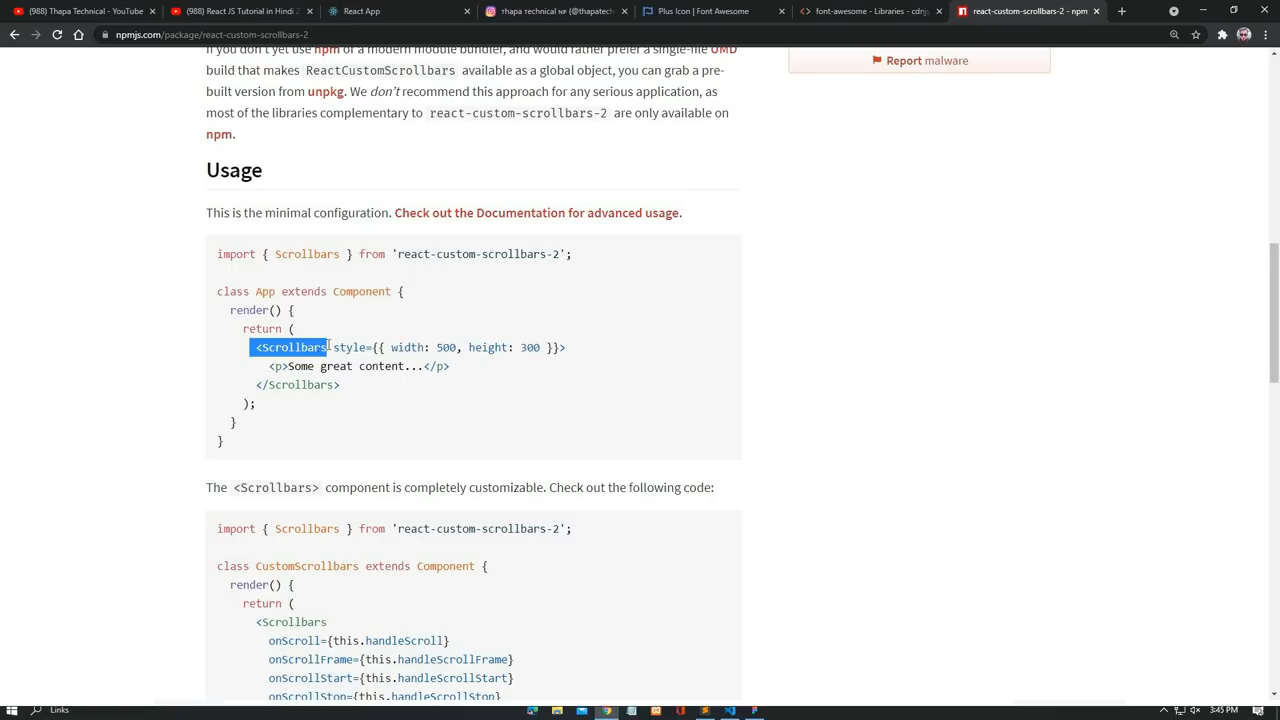 (988) Thapa Technical - YouTube
(988) React JS Tutorial in Hindi
React App
Thapa Technical NP (@thapatech
Plus Icon | Font Awesome
font-awesome - Libraries - cdnjs
react-custom-scrollbars-2 - npm
npmjs.com/package/react-custom-scrollbars-2
If you don't yet use npm or a modern module bundler, and would rather prefer a single-file UMD
build that makes ReactCustomScrollbars available as a global object, you can grab a pre-
built version from unpkg. We don't recommend this approach for any serious application, as
most of the libraries complementary to react-custom-scrollbars-2 are only available on
npm.
Report malware
Usage
This is the minimal configuration. Check out the Documentation for advanced usage.
import { Scrollbars } from 'react-custom-scrollbars-2';
class App extends Component {
render() {
return (
<Scrollbars style={{ width: 500, height: 300 }}>
<p>Some great content...</p>
</Scrollbars>
);
}
}
The <Scrollbars> component is completely customizable. Check out the following code:
import { Scrollbars } from 'react-custom-scrollbars-2';
class CustomScrollbars extends Component {
render() {
return (
<Scrollbars
onScroll={this.handleScroll}
onScrollFrame={this.handleScrollFrame}
onScrollStart={this.handleScrollStart}
onScrollStop={this.handleScrollStop}
Links
3:45 PM